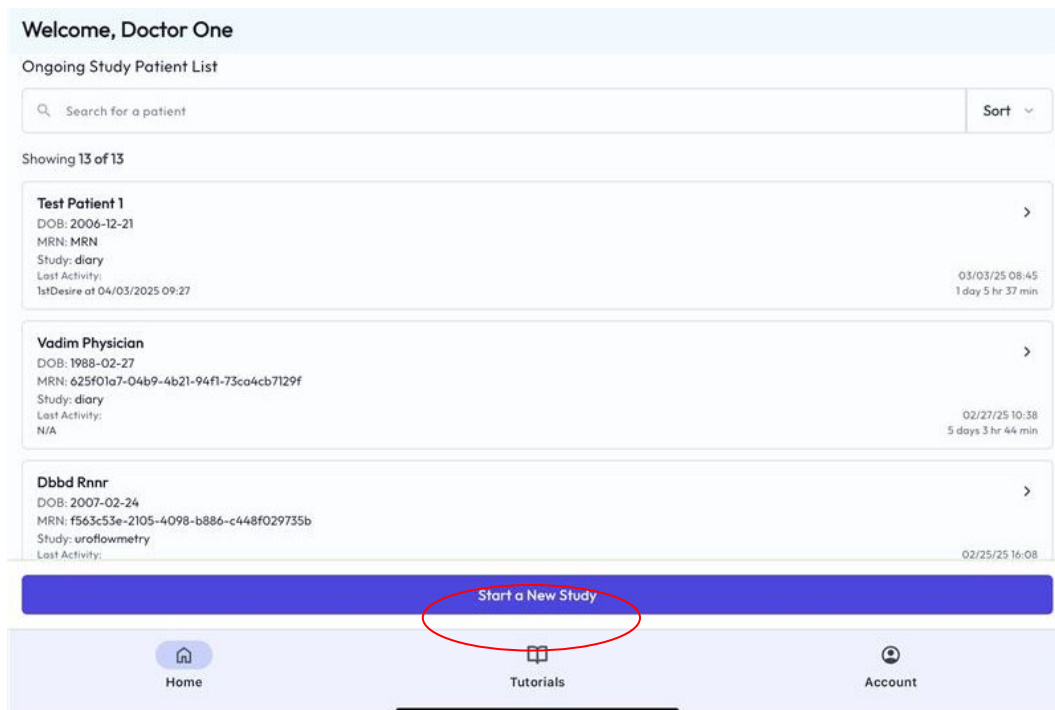 Welcome, Doctor One
Ongoing Study Patient List
Search for a patient
Sort
Showing 13 of 13
Test Patient 1
DOB: 2006-12-21
MRN: MRN
Study: diary
Last Activity:
03/03/25 08:45
1stDesire at 04/03/2025 09:27
1 day 5 hr 37 min
Vadim Physician
DOB: 1988-02-27
MRN: 625f01a7-04b9-4b21-94f1-73ca4cb7129f
Study: diary
Last Activity:
02/27/25 10:38
N/A
5 days 3 hr 44 min
Dbbd Rnnr
DOB: 2007-02-24
MRN: f563c53e-2105-4098-b886-c448f029735b
Study: uroflowmetry
Last Activity:
02/25/25 16:08
Start a New Study
Home
Tutorials
Account